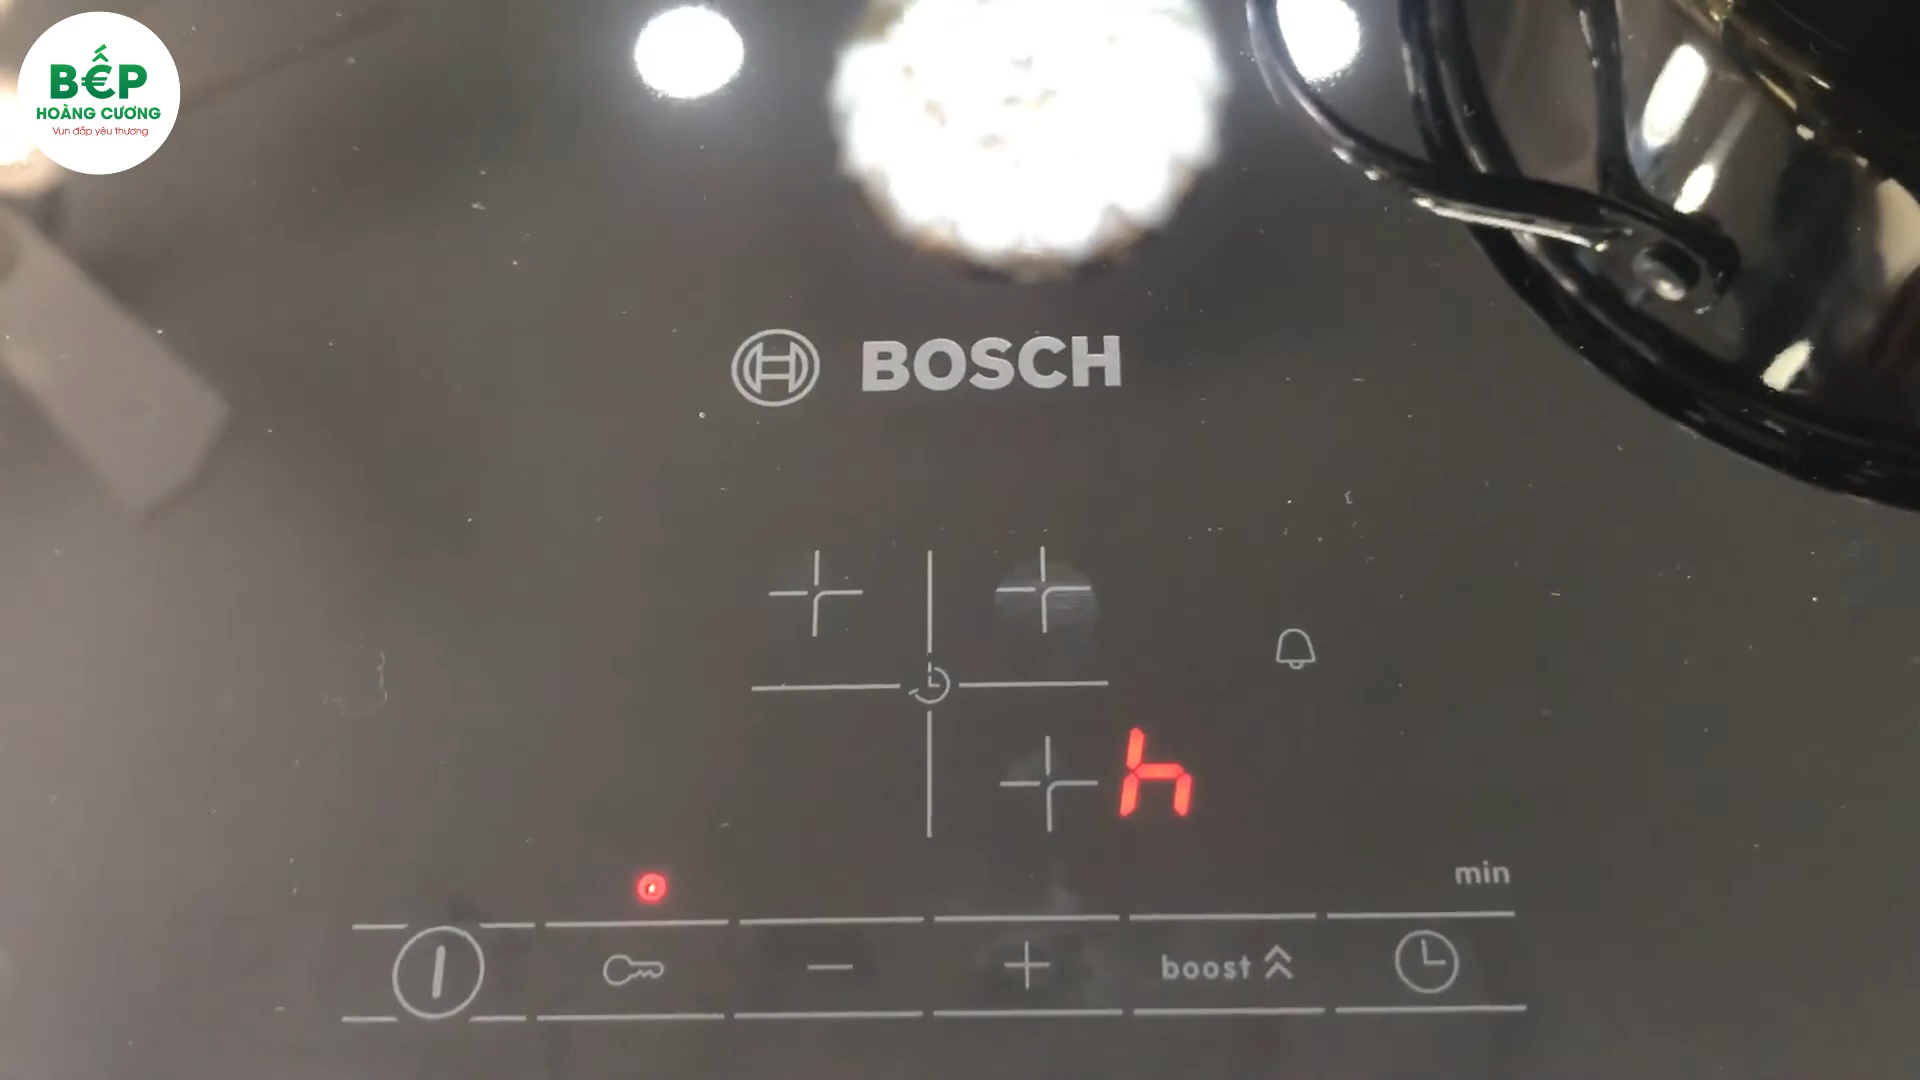 BẾP
HOÀNG CƯƠNG
Vun đắp yêu thương
BOSCH
h
min
boost